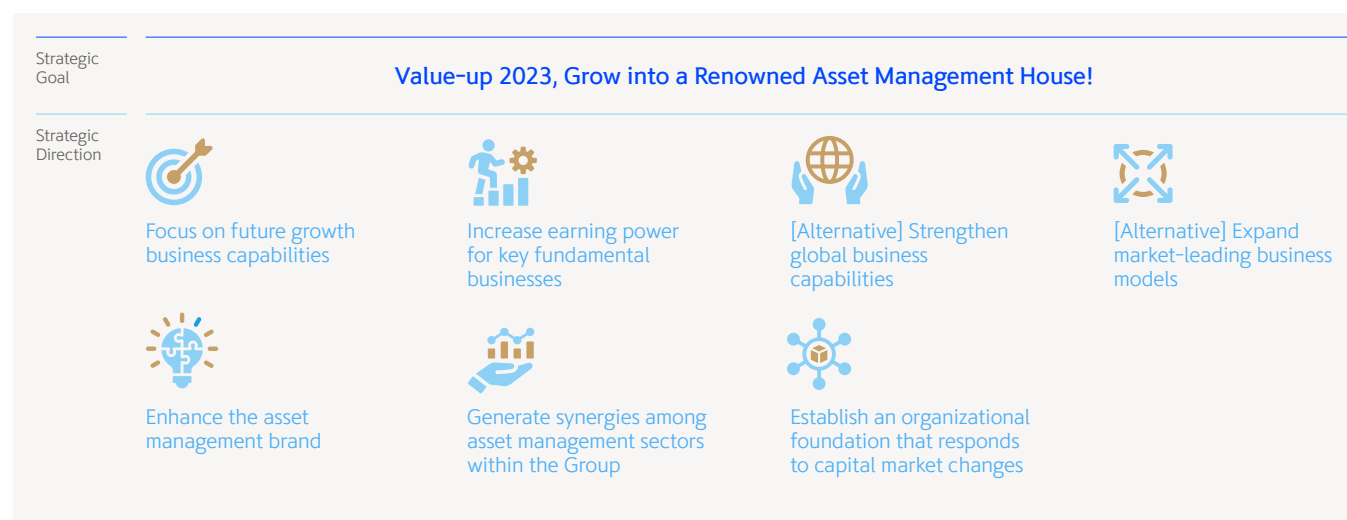 Strategic
Goal
Value-up 2023, Grow into a Renowned Asset Management House!
Strategic
Direction
Focus on future growth
business capabilities
Increase earning power
for key fundamental
businesses
[Alternative] Strengthen
global business
capabilities
[Alternative] Expand
market-leading business
models
Enhance the asset
management brand
Generate synergies among
asset management sectors
within the Group
Establish an organizational
foundation that responds
to capital market changes